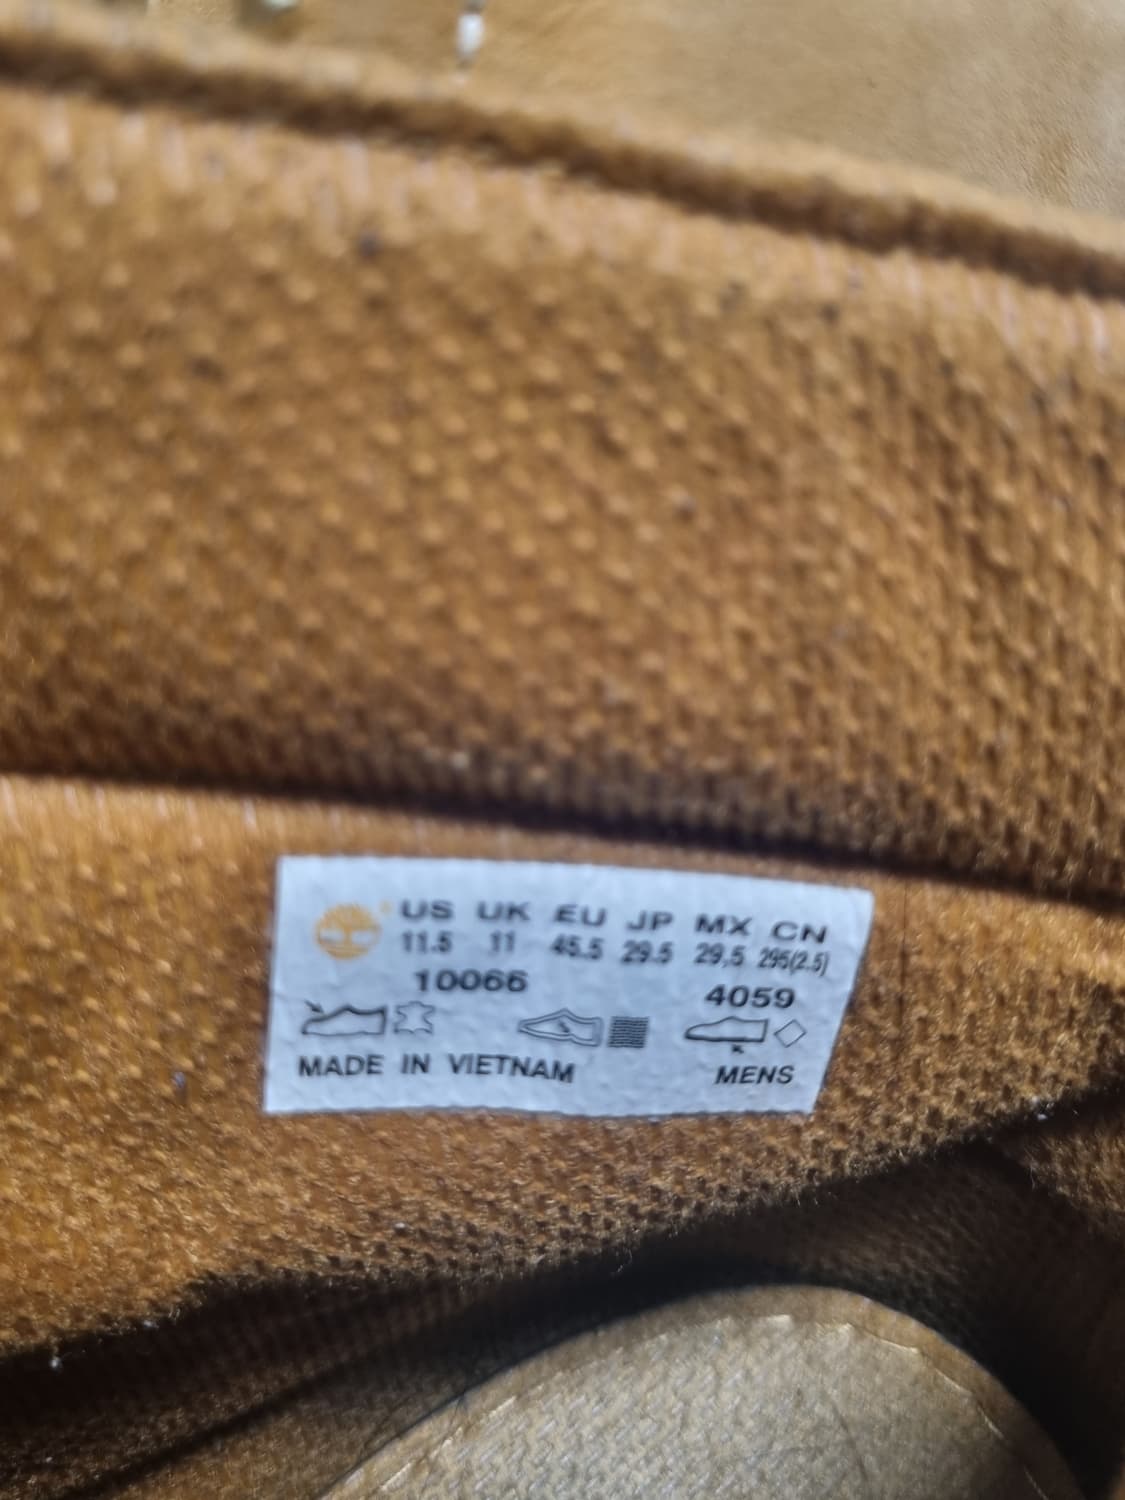 US UK EU JP MX CN
11.5 11 45.5 29.5 29,5 295(2.5)
10066 4059
MADE IN VIETNAM MENS